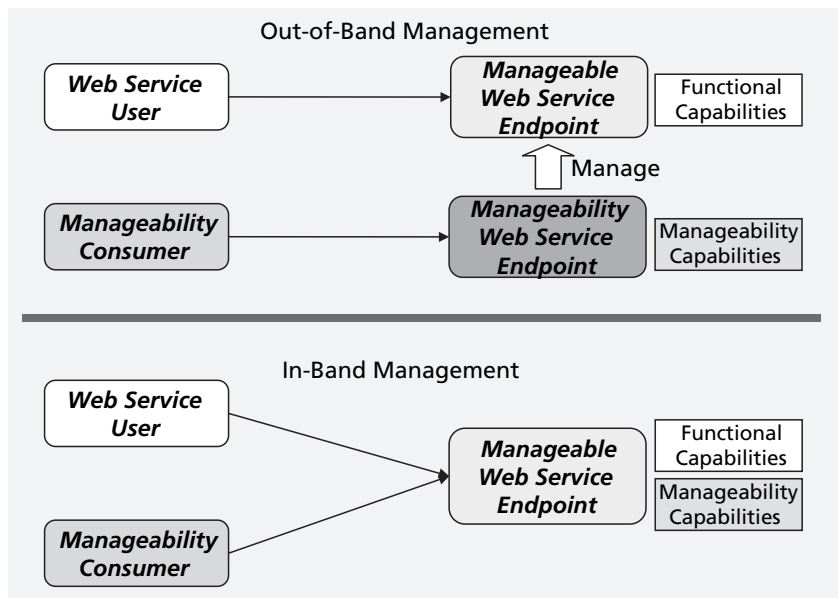 Out-of-Band Management
Web Service
User
Manageable
Web Service
Endpoint
Functional
Capabilities
Manage
Manageability
Consumer
Manageability
Web Service
Endpoint
Manageability
Capabilities
In-Band Management
Web Service
User
Manageable
Web Service
Endpoint
Functional
Capabilities
Manageability
Capabilities
Manageability
Consumer